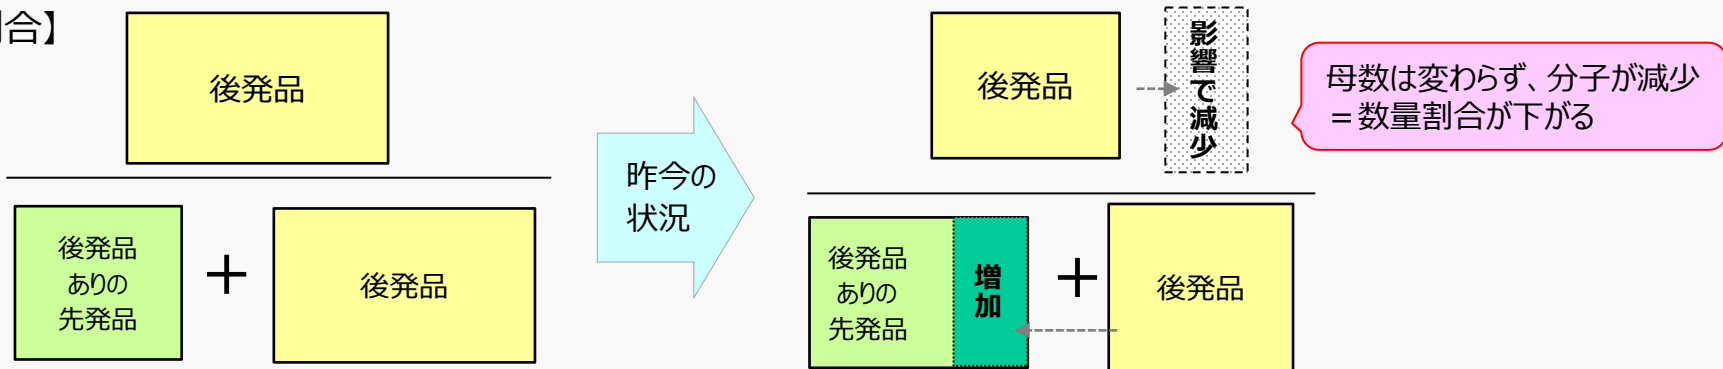 割合】
後発品
後発品
ありの
先発品
＋
後発品
昨今の
状況
後発品
影響で減少
母数は変わらず、分子が減少
＝数量割合が下がる
後発品
ありの
先発品
増加
＋
後発品